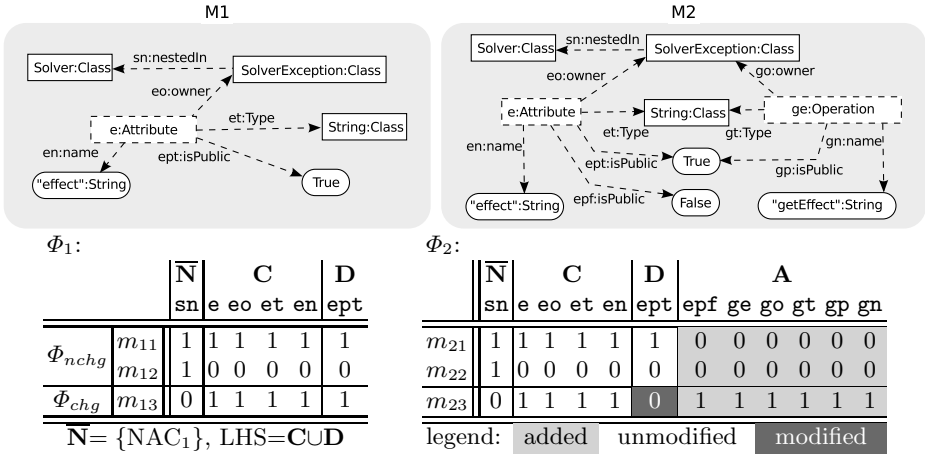 M1
Solver:Class
sn:nestedIn
SolverException:Class
eo:owner
et:Type
e:Attribute
String:Class
en:name
ept:isPublic
"effect":String
True
M2
Solver:Class
sn:nestedIn
SolverException:Class
eo:owner
go:owner
e:Attribute
String:Class
ge:Operation
et:Type
gt:Type
en:name
gn:name
ept:isPublic
True
gp:isPublic
epf:isPublic
"effect":String
False
"getEffect":String
Φ1:
N̅ C D
sn e eo et en ept
Φnchg m11 1 1 1 1 1 1
m12 1 0 0 0 0 0
Φchg m13 0 1 1 1 1 1
N̅= {NAC1}, LHS=C∪D
Φ2:
N̅ C D A
sn e eo et en ept epf ge go gt gp gn
m21 1 1 1 1 1 1 0 0 0 0 0 0
m22 1 0 0 0 0 0 0 0 0 0 0 0
m23 0 1 1 1 1 0 1 1 1 1 1 1
legend: added unmodified modified